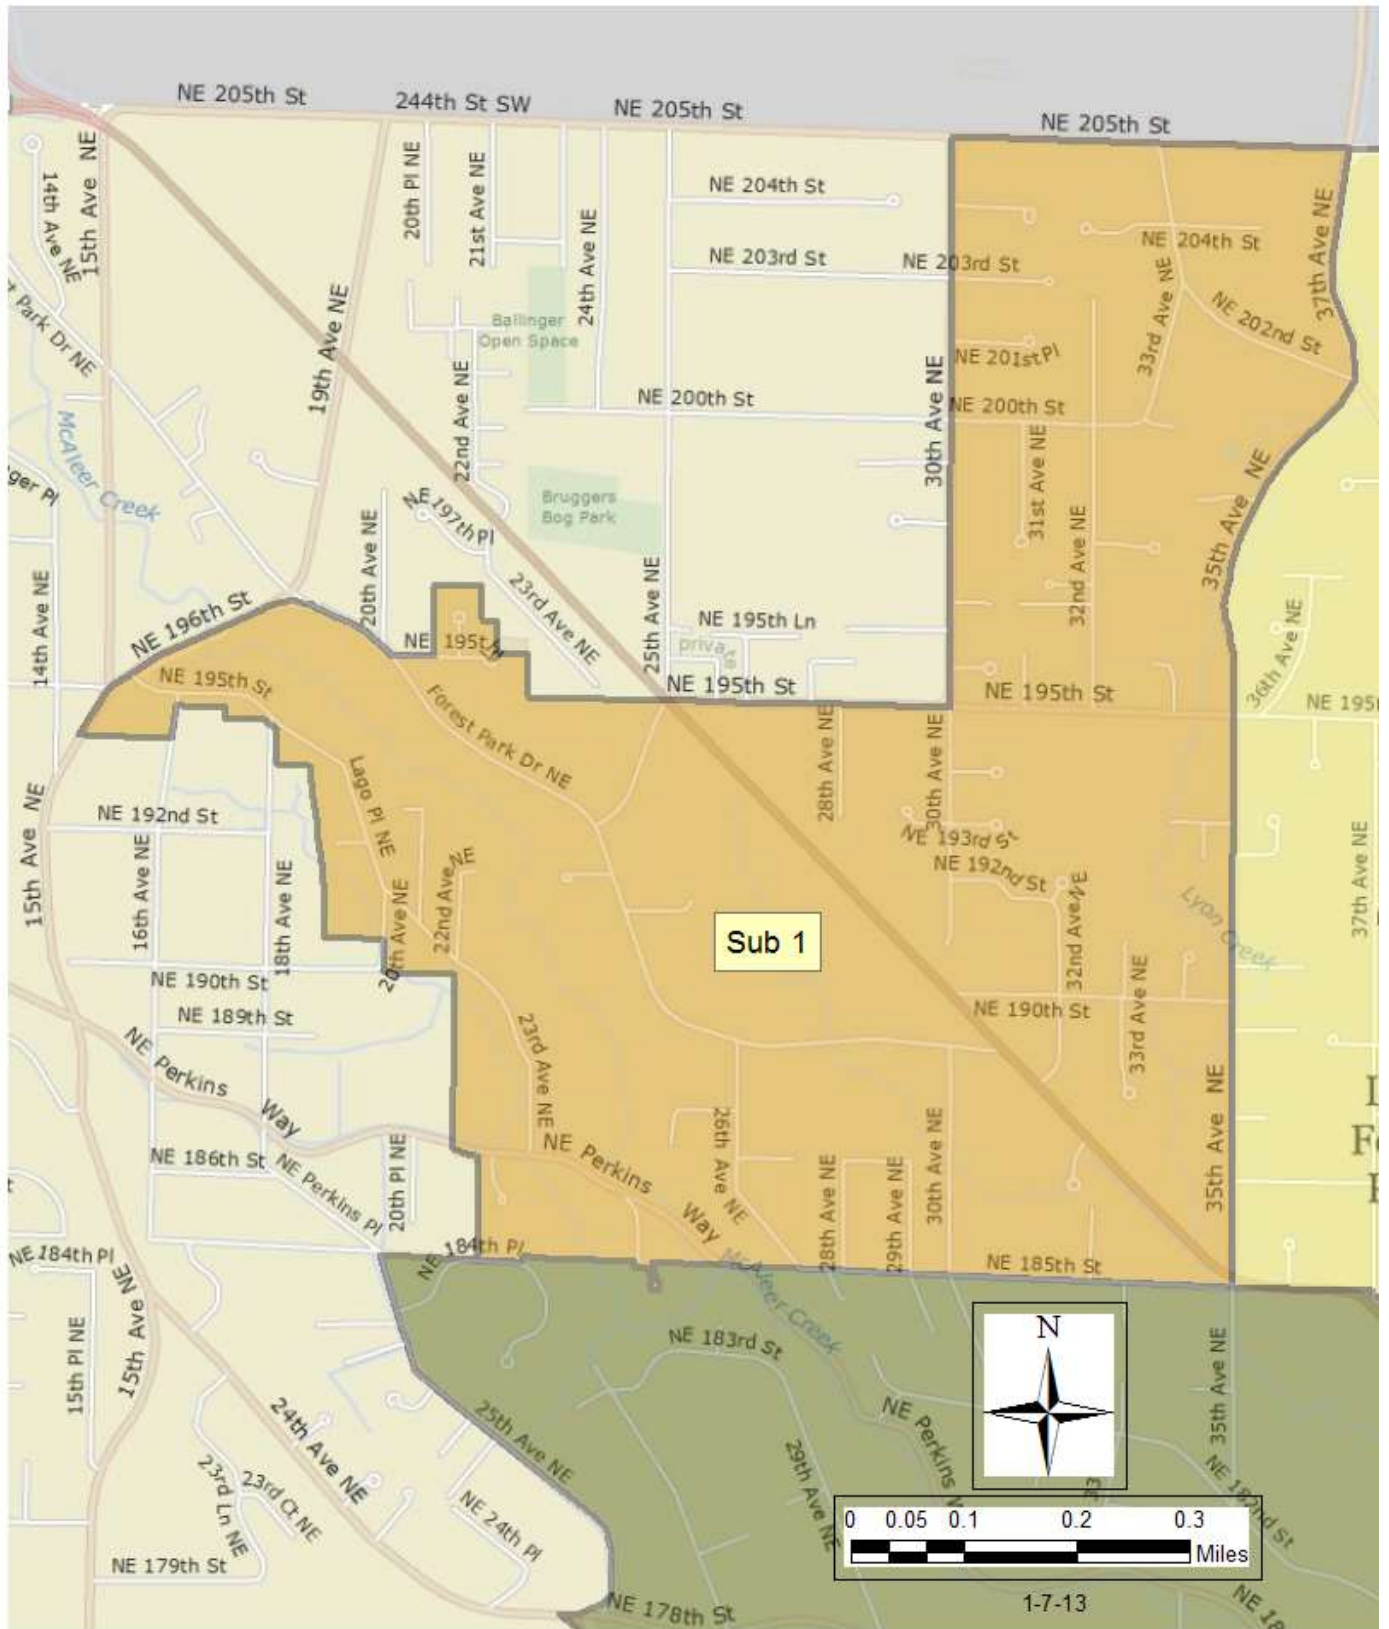 NE 205th St
244th St SW
NE 205th St
NE 205th St
14th Ave NE
15th Ave NE
20th Pl NE
21st Ave NE
24th Ave NE
NE 204th St
NE 203rd St
NE 203rd St
NE 204th St
37th Ave NE
33rd Ave NE
NE 202nd St
19th Ave NE
Ballinger
Open Space
Park Dr NE
22nd Ave NE
NE 200th St
30th Ave NE
NE 201st Pl
NE 200th St
McAleer Creek
NE 197th Pl
Bruggers
Bog Park
31st Ave NE
32nd Ave NE
35th Ave NE
20th Ave NE
23rd Ave NE
25th Ave NE
NE 195th Ln
14th Ave NE
NE 196th St
NE 195th St
NE 195th St
NE 195th St
36th Ave NE
Forest Park Dr NE
Lago Pl NE
28th Ave NE
30th Ave NE
15th Ave NE
NE 192nd St
16th Ave NE
18th Ave NE
20th Ave NE
22nd Ave NE
NE 193rd St
NE 192nd St
32nd Ave NE
32nd Ave NE
Lyon Creek
37th Ave NE
Sub 1
NE 190th St
NE 189th St
NE 190th St
33rd Ave NE
23rd Ave NE
NE Perkins Way
NE 186th St
NE Perkins Pl
20th Pl NE
NE Perkins Way
26th Ave NE
28th Ave NE
29th Ave NE
30th Ave NE
35th Ave NE
NE 184th Pl
NE 184th Pl
NE 185th St
McAleer Creek
15th Pl NE
15th Ave NE
NE 183rd St
24th Ave NE
25th Ave NE
23rd Ln NE
23rd Ct NE
NE 24th Pl
29th Ave NE
NE Perkins
35th Ave NE
NE 182nd St
NE 179th St
NE 178th St
N
0 0.05 0.1 0.2 0.3
Miles
1-7-13